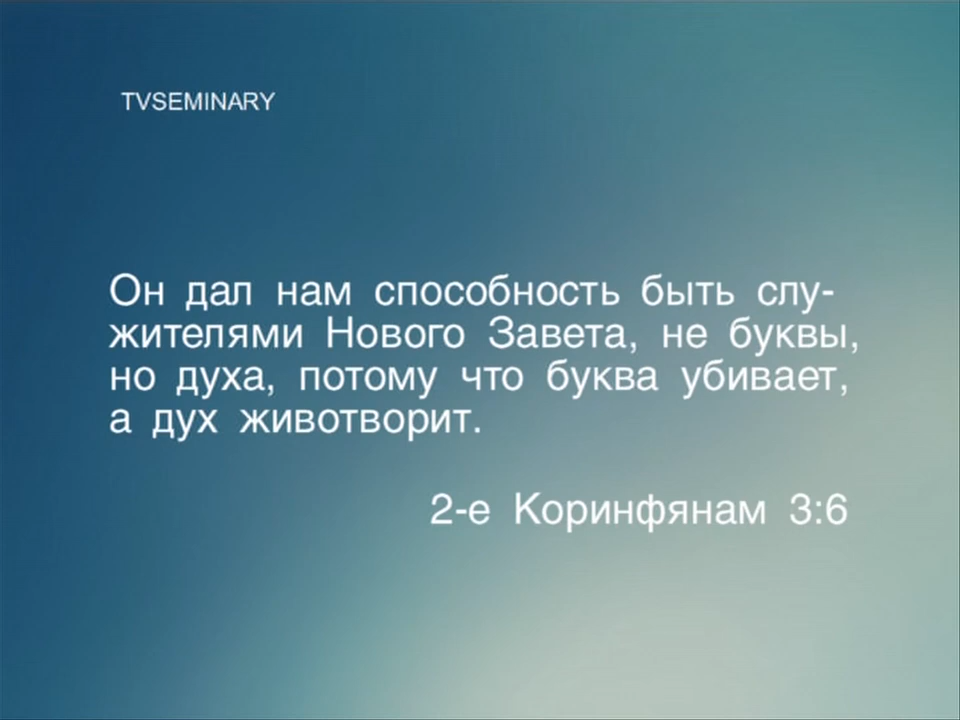 TVSEMINARY
Он дал нам способность быть слу-
жителями Нового Завета, не буквы,
но духа, потому что буква убивает,
а дух животворит.
2-е Коринфянам 3:6